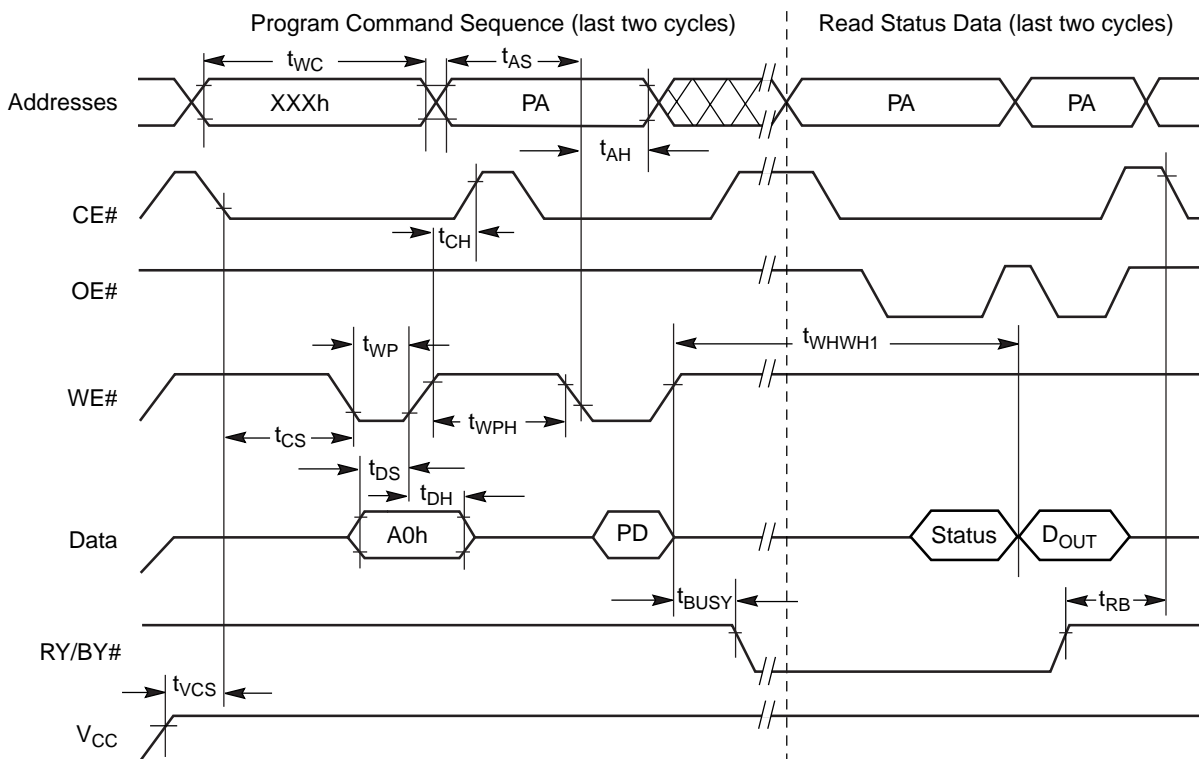 Program Command Sequence (last two cycles)
Read Status Data (last two cycles)
tWC
tAS
Addresses
XXXh
PA
PA
PA
tAH
CE#
tCH
OE#
tWP
tWHWH1
WE#
tCS
tWPH
tDS
tDH
Data
A0h
PD
Status
DOUT
tBUSY
tRB
RY/BY#
tVCS
VCC